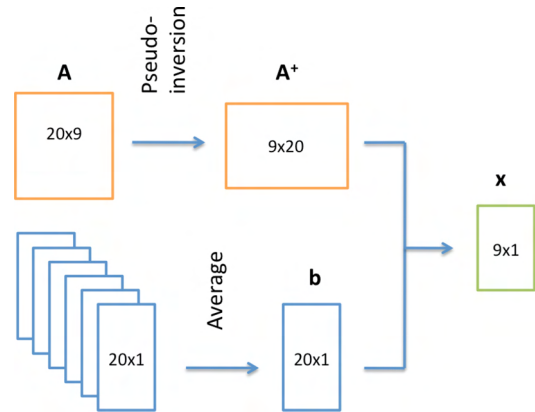 Pseudo-
inversion
A
A+
20x9
9x20
x
9x1
Average
b
20x1
20x1